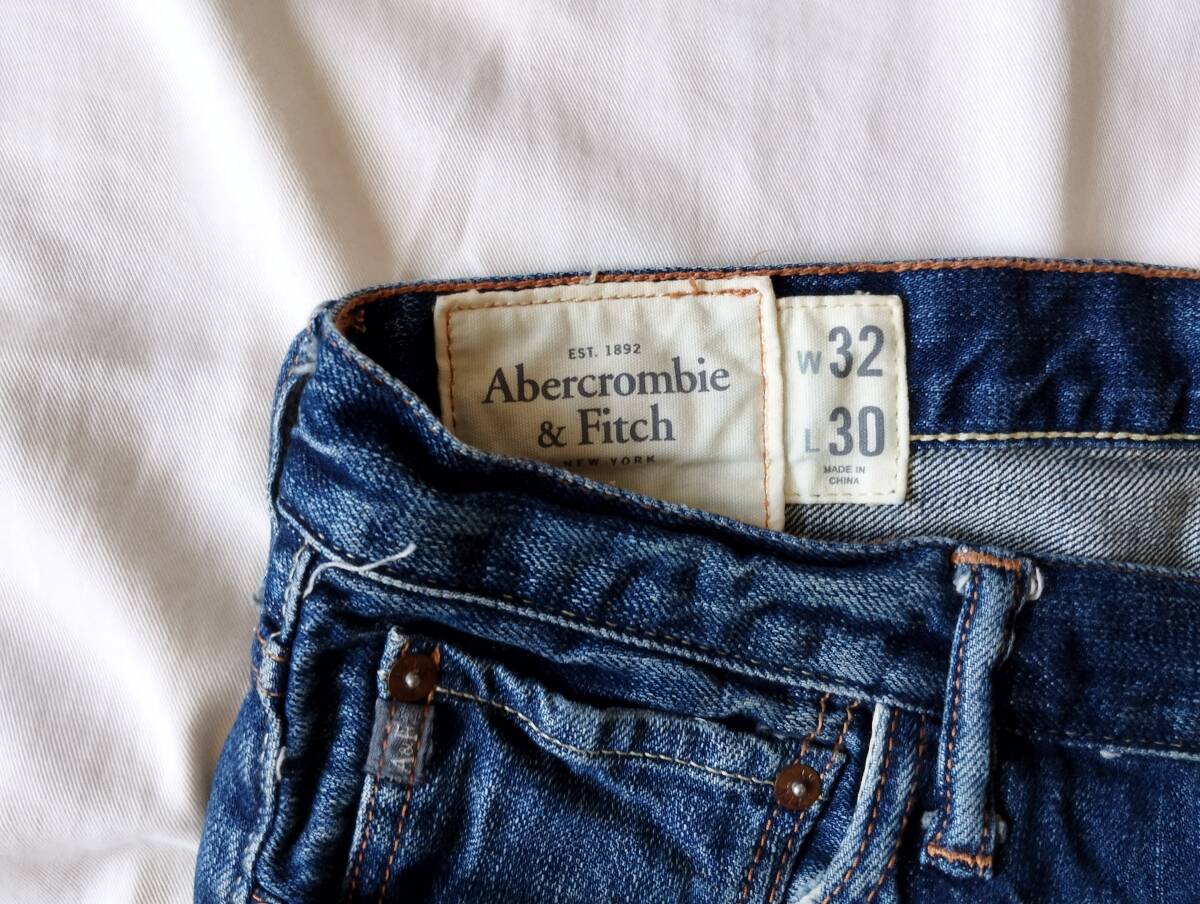 EST. 1892
Abercrombie
& Fitch
NEW YORK
W 32
L 30
MADE IN
CHINA
A&F